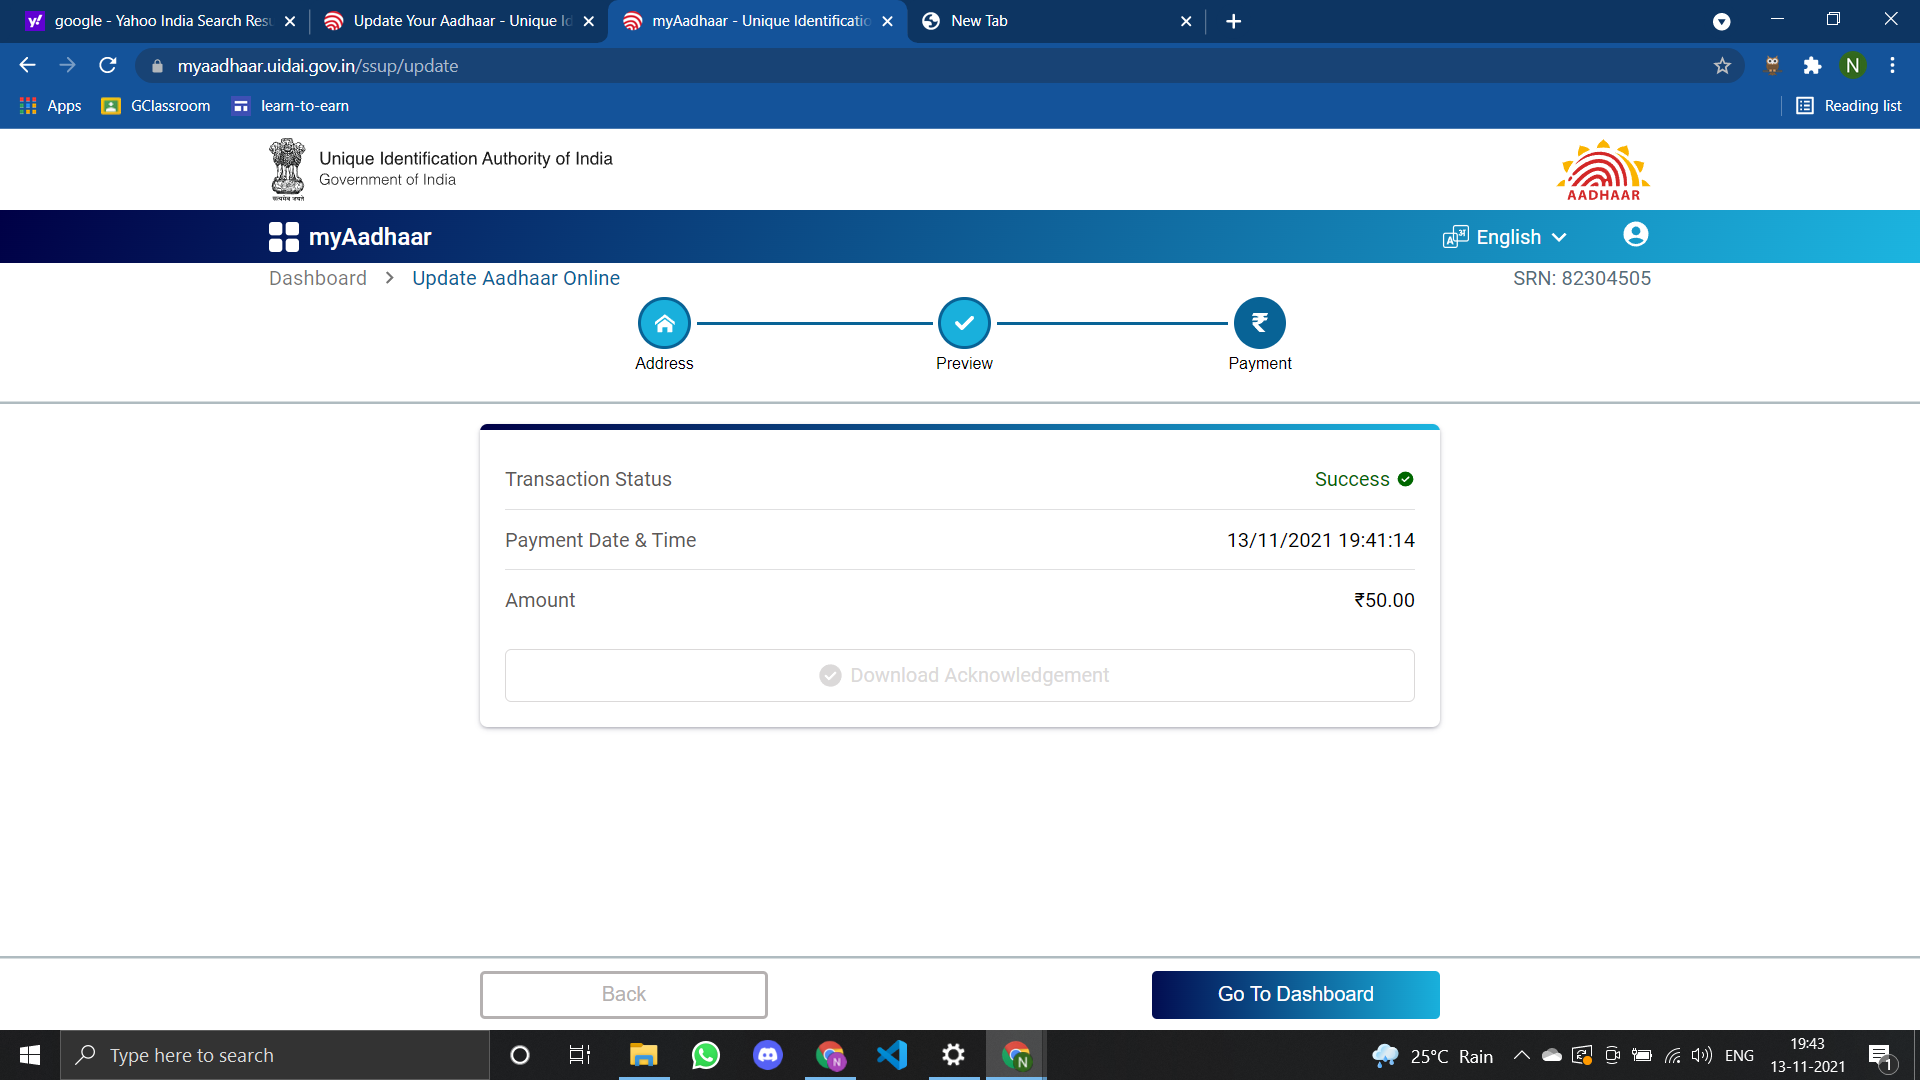 google - Yahoo India Search Resu
Update Your Aadhaar - Unique Id
myAadhaar - Unique Identificatio
New Tab
myaadhaar.uidai.gov.in/ssup/update
N
Apps
GClassroom
learn-to-earn
Reading list
सत्यमेव जयते
Unique Identification Authority of India
Government of India
AADHAAR
myAadhaar
English
Dashboard > Update Aadhaar Online
SRN: 82304505
₹
Address
Preview
Payment
Transaction Status
Success
Payment Date & Time
13/11/2021 19:41:14
Amount
₹50.00
Download Acknowledgement
Back
Go To Dashboard
Type here to search
N
N
25°C Rain
ENG
19:43
13-11-2021
1